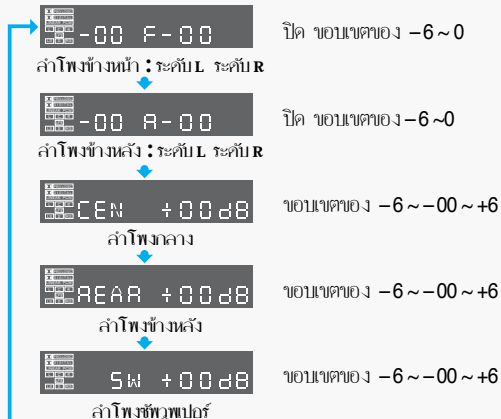 -00 F-00
ปิด ขอบเขตของ –6 ~ 0
ลำโพงข้างหน้า : ระดับ L ระดับ R
-00 R-00
ปิด ขอบเขตของ –6 ~0
ลำโพงข้างหลัง : ระดับ L ระดับ R
CEN +00dB
ขอบเขตของ –6 ~ –00 ~ +6
ลำโพงกลาง
REAR +00dB
ขอบเขตของ –6 ~ –00 ~ +6
ลำโพงข้างหลัง
SW +00dB
ขอบเขตของ –6 ~ –00 ~ +6
ลำโพงซัพวูพเปอร์